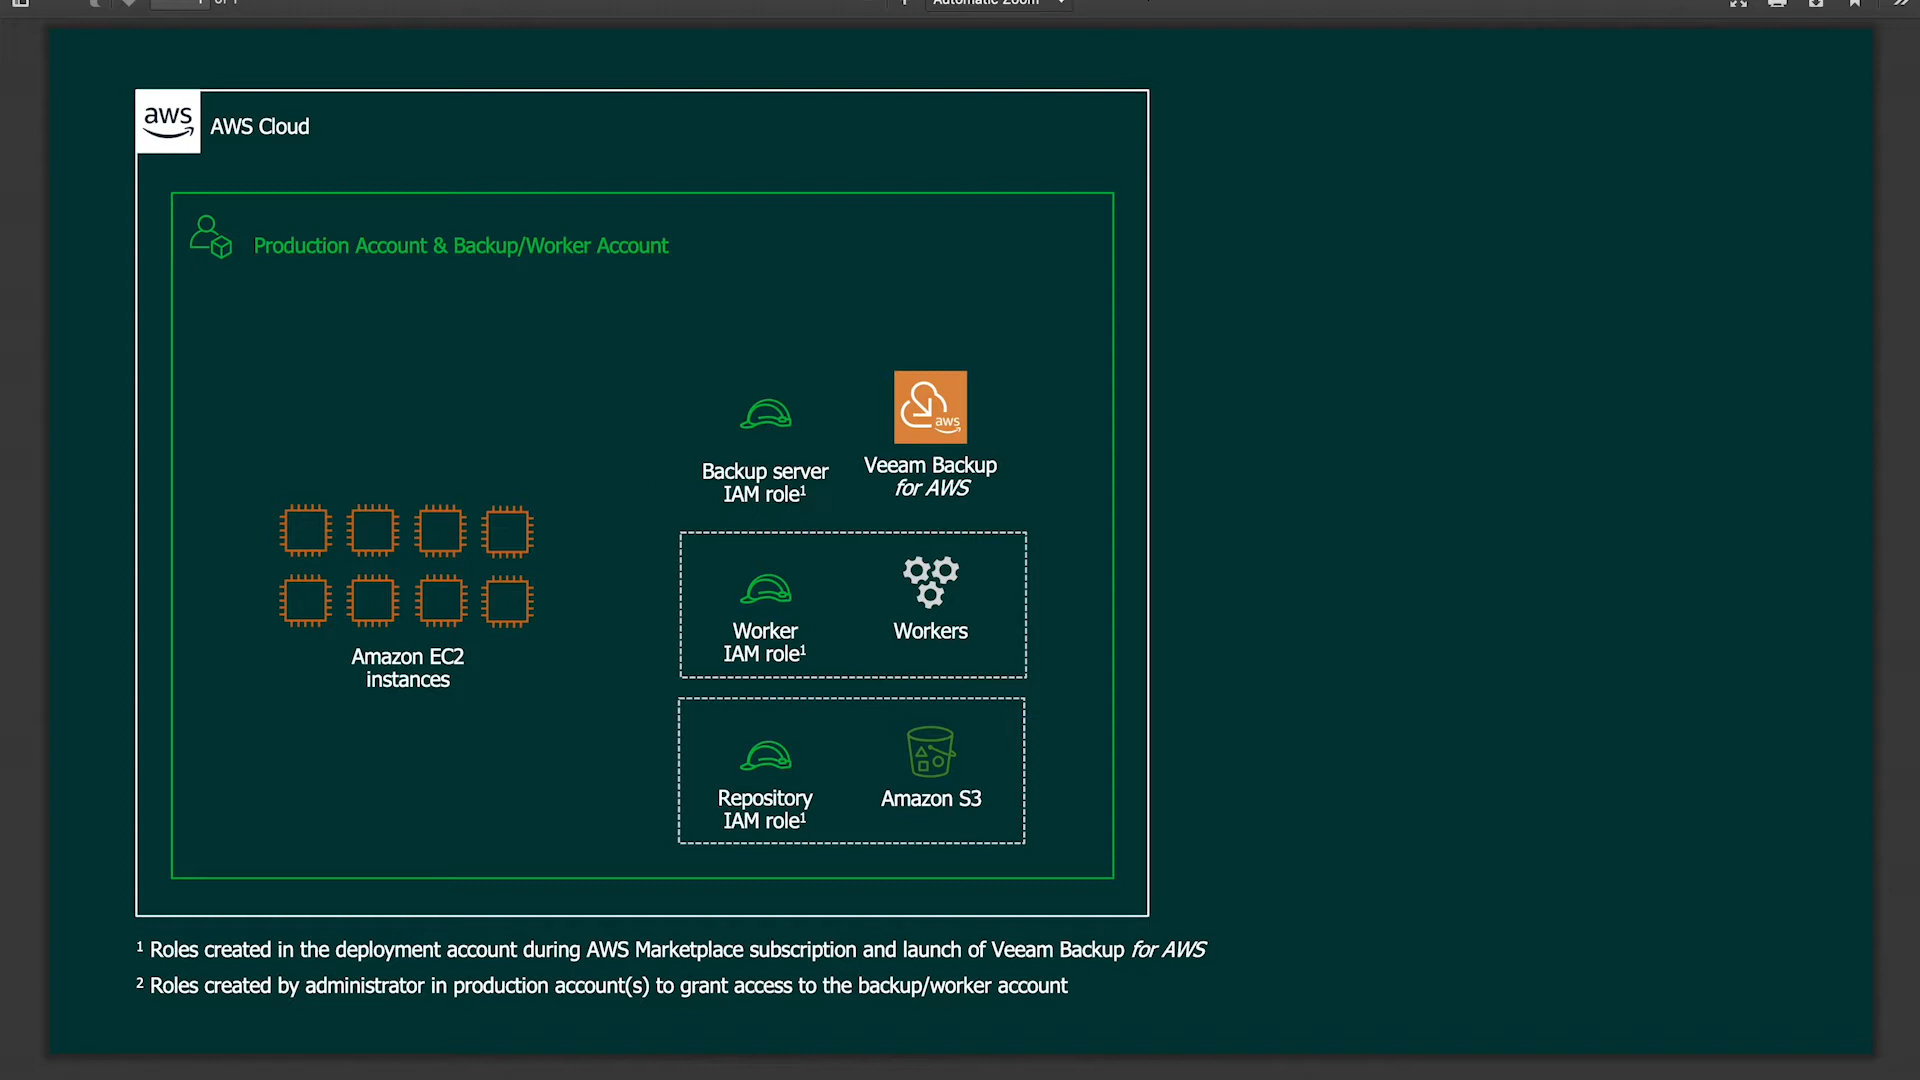 Automatic Zoom
aws
AWS Cloud
Production Account & Backup/Worker Account
aws
Backup server
IAM role¹
Veeam Backup
for AWS
Worker
IAM role¹
Workers
Amazon EC2
instances
Repository
IAM role¹
Amazon S3
¹ Roles created in the deployment account during AWS Marketplace subscription and launch of Veeam Backup for AWS
² Roles created by administrator in production account(s) to grant access to the backup/worker account